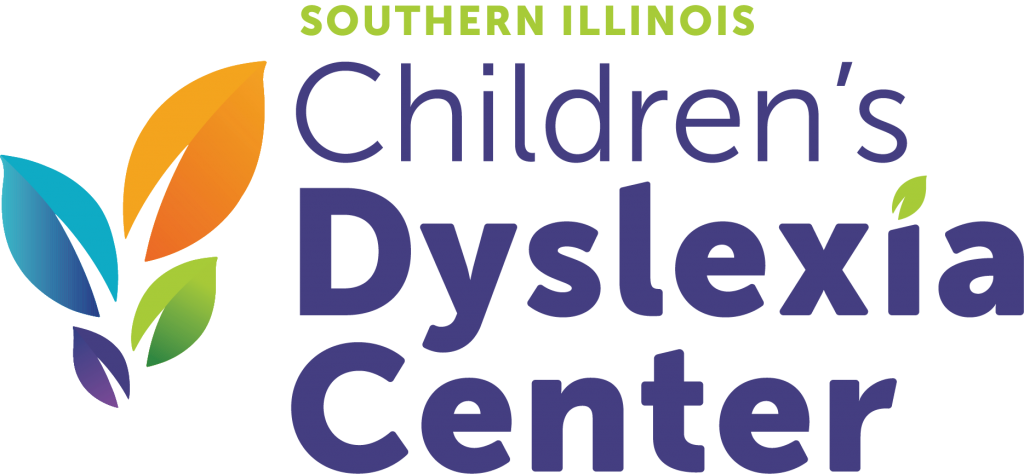 SOUTHERN ILLINOIS
Children’s
Dyslexia
Center